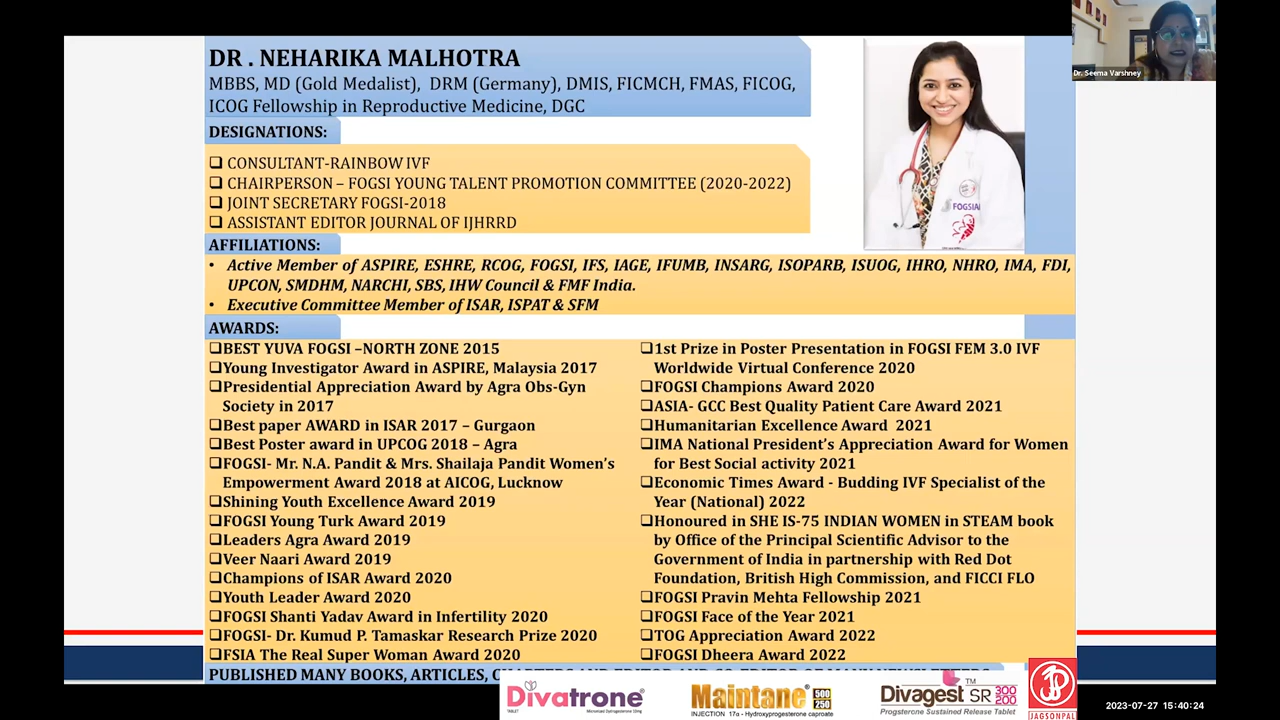 DR . NEHARIKA MALHOTRA
MBBS, MD (Gold Medalist), DRM (Germany), DMIS, FICMCH, FMAS, FICOG,
ICOG Fellowship in Reproductive Medicine, DGC
Dr. Seema Varshney
FOGSIAN
DESIGNATIONS:
❑ CONSULTANT-RAINBOW IVF
❑ CHAIRPERSON – FOGSI YOUNG TALENT PROMOTION COMMITTEE (2020-2022)
❑ JOINT SECRETARY FOGSI-2018
❑ ASSISTANT EDITOR JOURNAL OF IJHRRD
AFFILIATIONS:
• Active Member of ASPIRE, ESHRE, RCOG, FOGSI, IFS, IAGE, IFUMB, INSARG, ISOPARB, ISUOG, IHRO, NHRO, IMA, FDI,
UPCON, SMDHM, NARCHI, SBS, IHW Council & FMF India.
• Executive Committee Member of ISAR, ISPAT & SFM
AWARDS:
❑BEST YUVA FOGSI –NORTH ZONE 2015
❑Young Investigator Award in ASPIRE, Malaysia 2017
❑Presidential Appreciation Award by Agra Obs-Gyn
Society in 2017
❑Best paper AWARD in ISAR 2017 – Gurgaon
❑Best Poster award in UPCOG 2018 – Agra
❑FOGSI- Mr. N.A. Pandit & Mrs. Shailaja Pandit Women’s
Empowerment Award 2018 at AICOG, Lucknow
❑Shining Youth Excellence Award 2019
❑FOGSI Young Turk Award 2019
❑Leaders Agra Award 2019
❑Veer Naari Award 2019
❑Champions of ISAR Award 2020
❑Youth Leader Award 2020
❑FOGSI Shanti Yadav Award in Infertility 2020
❑FOGSI- Dr. Kumud P. Tamaskar Research Prize 2020
❑FSIA The Real Super Woman Award 2020
❑1st Prize in Poster Presentation in FOGSI FEM 3.0 IVF
Worldwide Virtual Conference 2020
❑FOGSI Champions Award 2020
❑ASIA- GCC Best Quality Patient Care Award 2021
❑Humanitarian Excellence Award 2021
❑IMA National President’s Appreciation Award for Women
for Best Social activity 2021
❑Economic Times Award - Budding IVF Specialist of the
Year (National) 2022
❑Honoured in SHE IS-75 INDIAN WOMEN in STEAM book
by Office of the Principal Scientific Advisor to the
Government of India in partnership with Red Dot
Foundation, British High Commission, and FICCI FLO
❑FOGSI Pravin Mehta Fellowship 2021
❑FOGSI Face of the Year 2021
❑TOG Appreciation Award 2022
❑FOGSI Dheera Award 2022
PUBLISHED MANY BOOKS, ARTICLES, CHAPTERS AND EDITOR AND CO-EDITOR OF MANY NEWSLETTERS
Divatrone®
TABLET
Maintane® 500 250
INJECTION 17α - Hydroxyprogesterone caproate
Divagest SR 300 200 TM
Progesterone Sustained Release Tablet
JAGSONPAL
2023-07-27 15:40:24